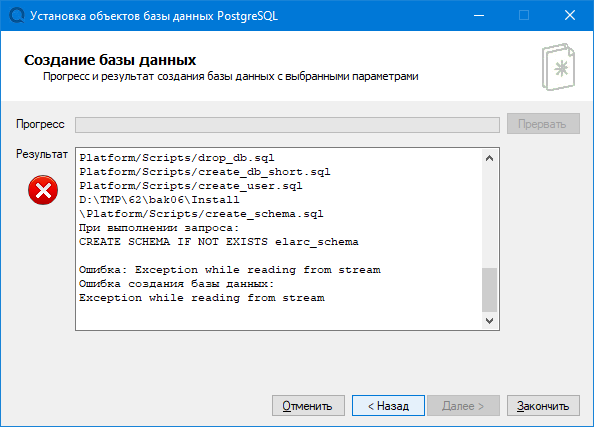 Установка объектов базы данных PostgreSQL
Создание базы данных
Прогресс и результат создания базы данных с выбранными параметрами
Прогресс
Прервать
Результат
Platform/Scripts/drop_db.sql
Platform/Scripts/create_db_short.sql
Platform/Scripts/create_user.sql
D:\TMP\62\bak06\Install
\Platform/Scripts/create_schema.sql
При выполнении запроса:
CREATE SCHEMA IF NOT EXISTS elarc_schema
Ошибка: Exception while reading from stream
Ошибка создания базы данных:
Exception while reading from stream
Отменить
< Назад
Далее >
Закончить